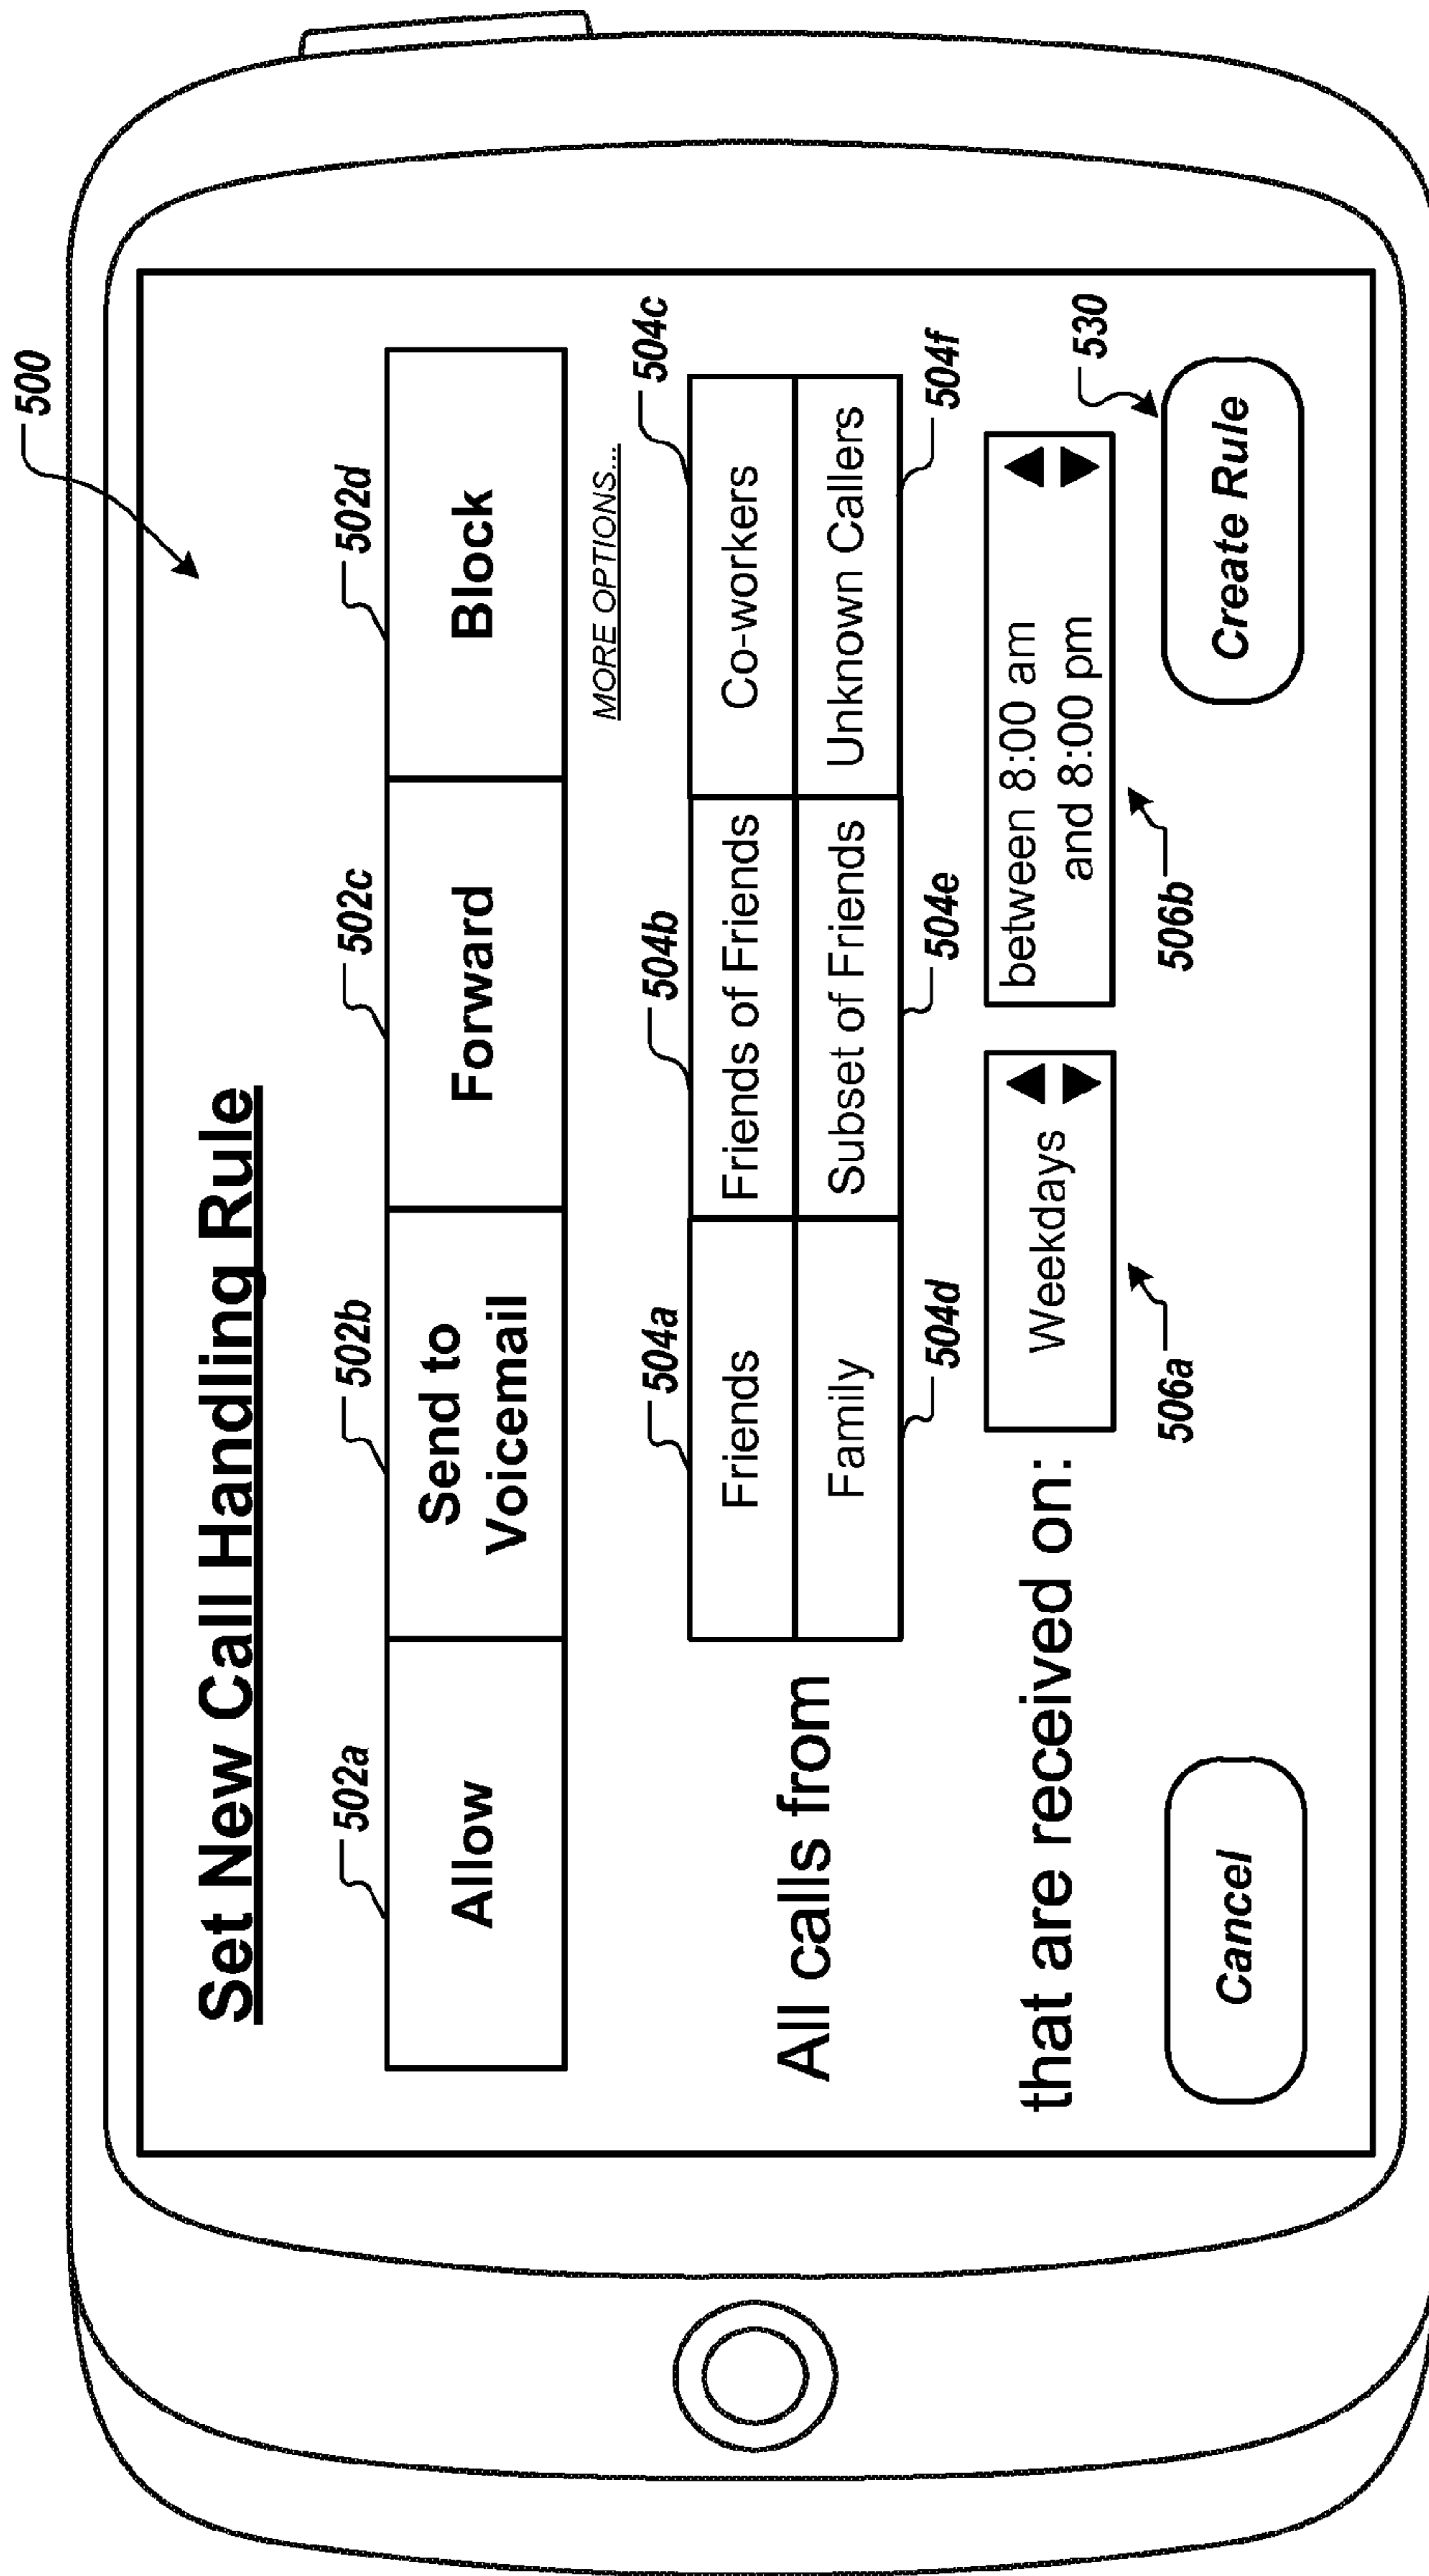 500
Set New Call Handling Rule
502a
502b
502c
502d
Allow
Send to
Voicemail
Forward
Block
MORE OPTIONS...
504a
504b
504c
All calls from
Friends
Friends of Friends
Co-workers
Family
Subset of Friends
Unknown Callers
504d
504e
504f
that are received on:
Weekdays
between 8:00 am
and 8:00 pm
506a
506b
530
Cancel
Create Rule